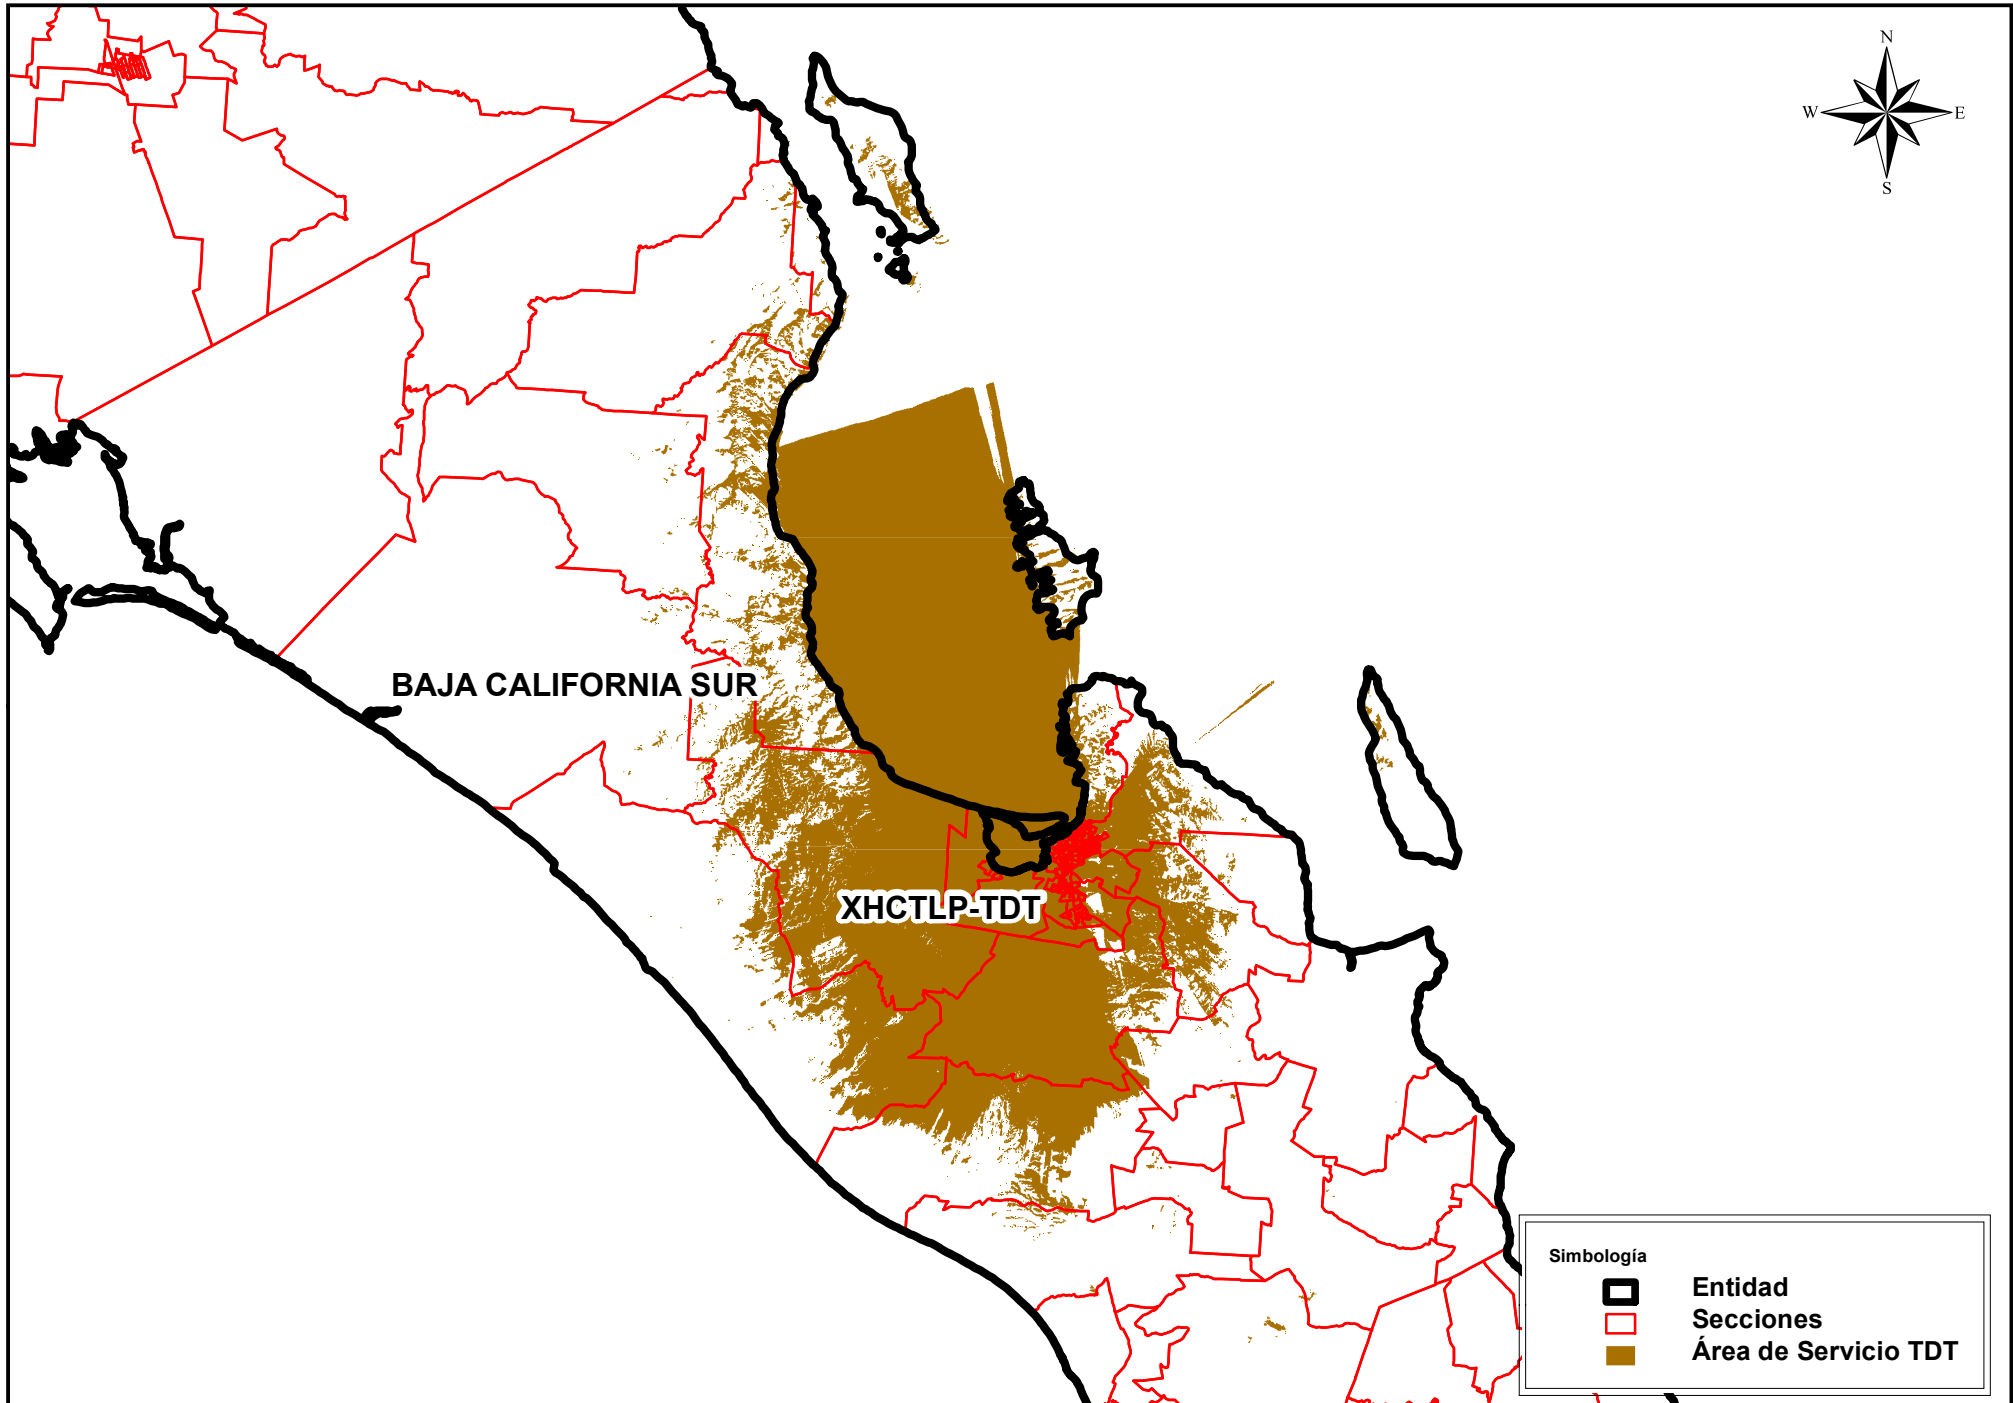 N
W E
S
BAJA CALIFORNIA SUR
XHCTLP-TDT
Simbología
Entidad
Secciones
Área de Servicio TDT